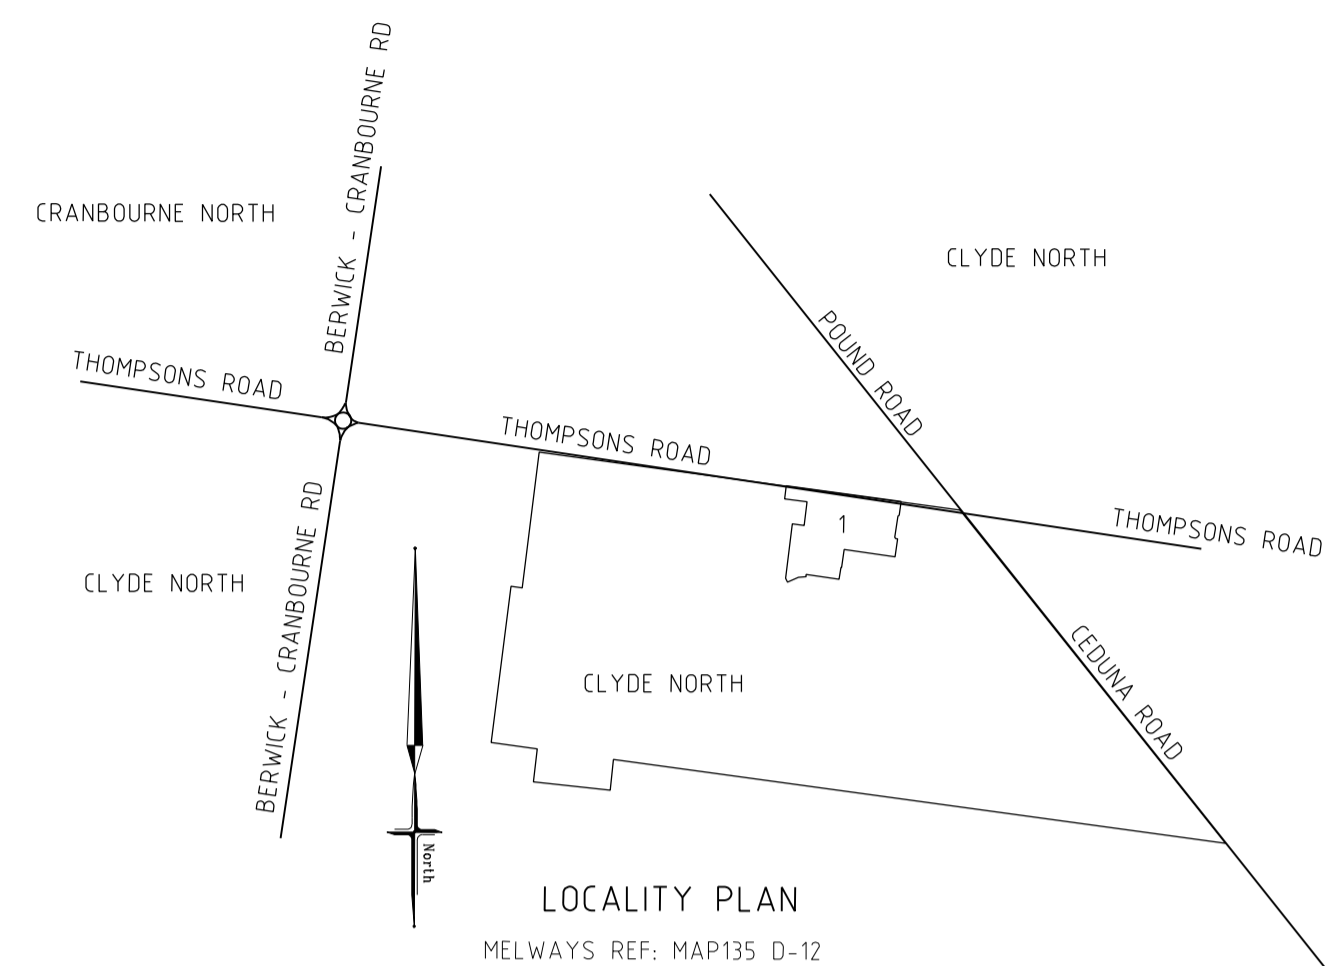 BERWICK - CRANBOURNE RD
CRANBOURNE NORTH
CLYDE NORTH
POUND ROAD
THOMPSONS ROAD
THOMPSONS ROAD
1
THOMPSONS ROAD
BERWICK - CRANBOURNE RD
CLYDE NORTH
CEDUNA ROAD
CLYDE NORTH
North
LOCALITY PLAN
MELWAYS REF: MAP135 D-12